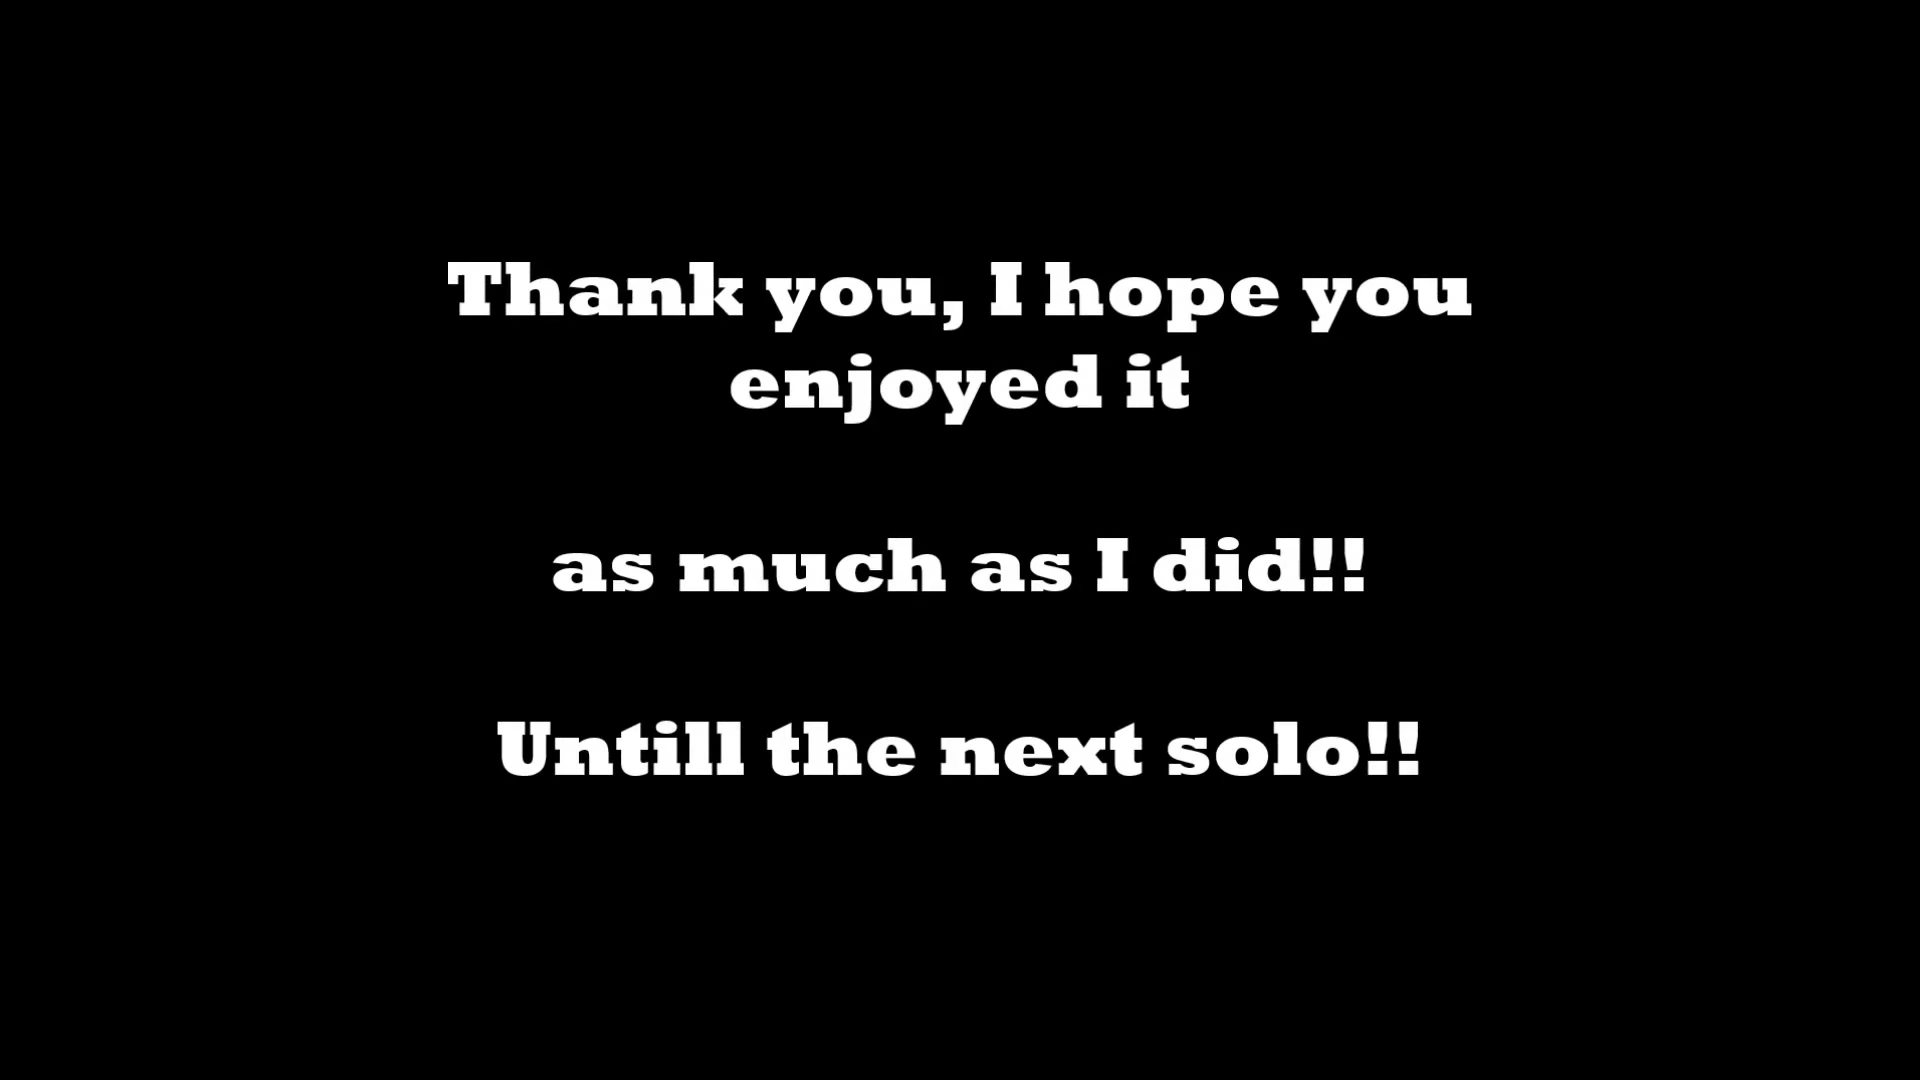 Thank you, I hope you
enjoyed it
as much as I did!!
Untill the next solo!!